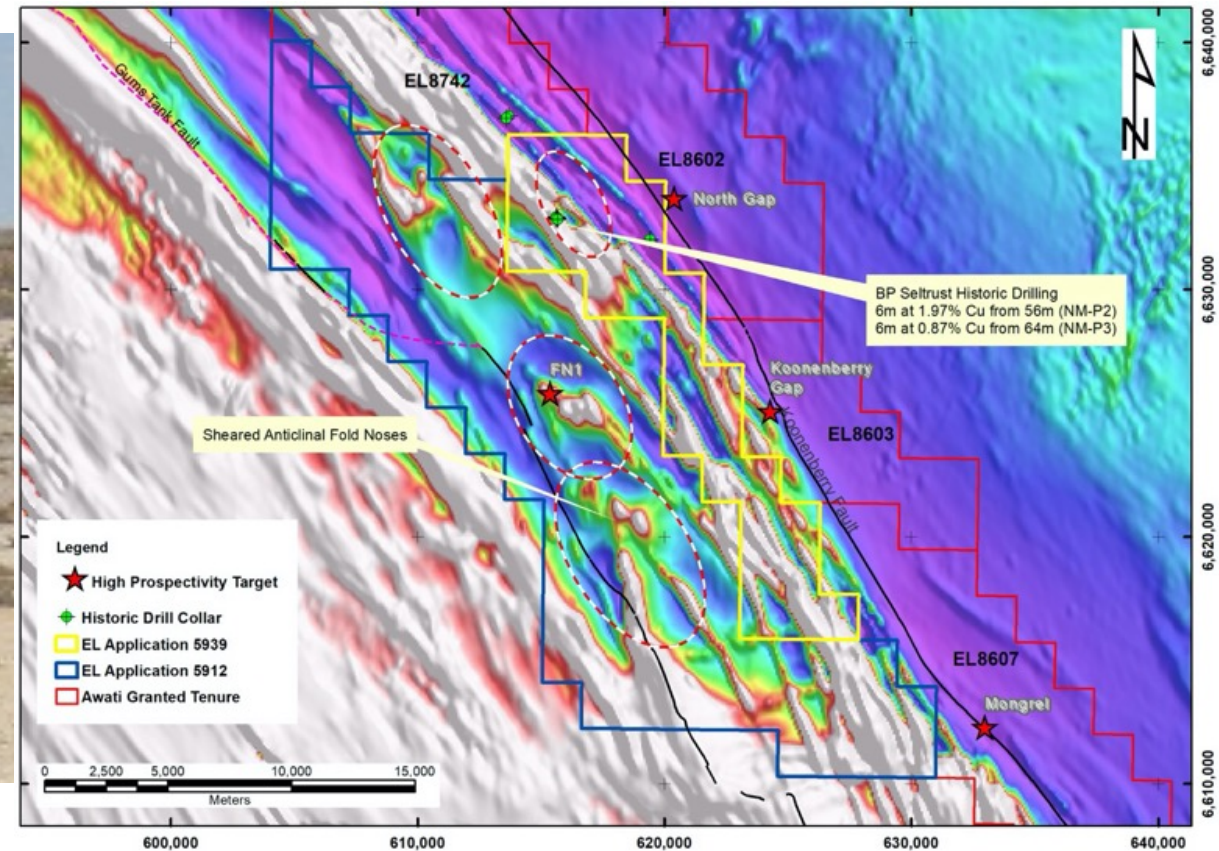 6,640,000
EL8742
Gums Tank Fault
N
EL8602
North Gap
BP Seltrust Historic Drilling
6m at 1.97% Cu from 56m (NM-P2)
6m at 0.87% Cu from 64m (NM-P3)
6,630,000
FN1
Koonenberry
Gap
Sheared Anticlinal Fold Noses
EL8603
Koonenberry Fault
6,620,000
Legend
High Prospectivity Target
Historic Drill Collar
EL Application 5939
EL Application 5912
Awati Granted Tenure
EL8607
Mongrel
0 2,500 5,000 10,000 15,000
Meters
6,610,000
600,000 610,000 620,000 630,000 640,000